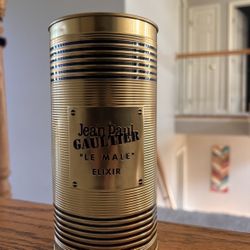 Jean Paul
GAULTIER
"LE MALE"
ELIXIR